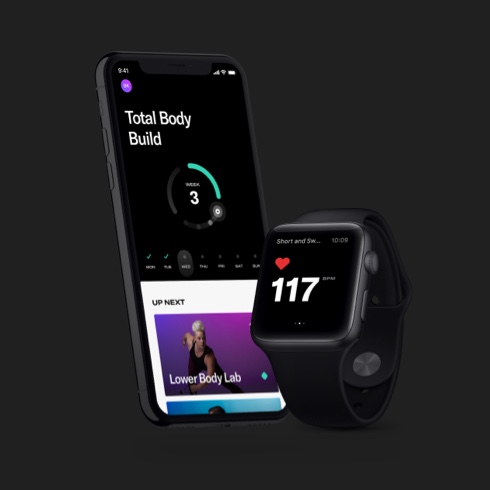 9:41
Total Body
Build
WEEK
3
MON TUE WED THU FRI SAT SUN
UP NEXT
Lower Body Lab
Short and Sw... 10:09
117 BPM